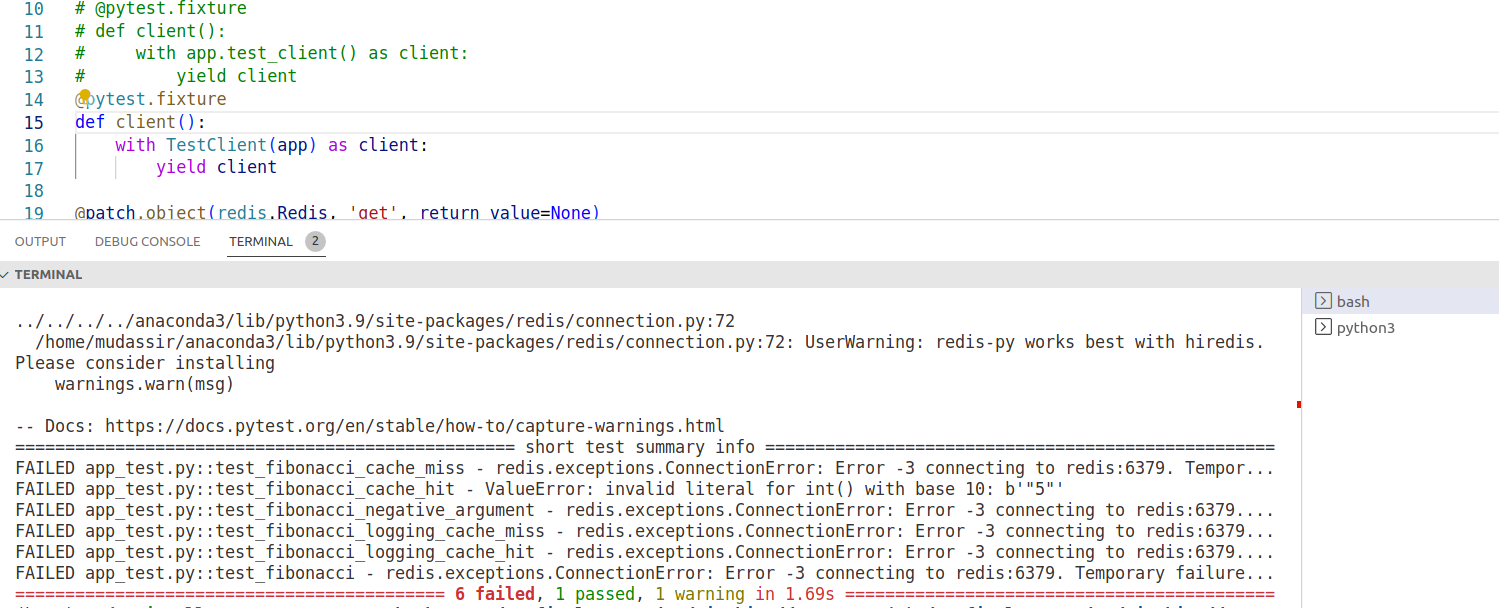 10 # @pytest.fixture
11 # def client():
12 #     with app.test_client() as client:
13 #         yield client
14 @pytest.fixture
15 def client():
16     with TestClient(app) as client:
17         yield client
18
19 @patch.object(redis.Redis, 'get', return_value=None)
OUTPUT DEBUG CONSOLE TERMINAL 2
TERMINAL
bash
python3
../../../../anaconda3/lib/python3.9/site-packages/redis/connection.py:72
  /home/mudassir/anaconda3/lib/python3.9/site-packages/redis/connection.py:72: UserWarning: redis-py works best with hiredis.
Please consider installing
    warnings.warn(msg)

-- Docs: https://docs.pytest.org/en/stable/how-to/capture-warnings.html
================================================== short test summary info ===================================================
FAILED app_test.py::test_fibonacci_cache_miss - redis.exceptions.ConnectionError: Error -3 connecting to redis:6379. Tempor...
FAILED app_test.py::test_fibonacci_cache_hit - ValueError: invalid literal for int() with base 10: b'"5"'
FAILED app_test.py::test_fibonacci_negative_argument - redis.exceptions.ConnectionError: Error -3 connecting to redis:6379....
FAILED app_test.py::test_fibonacci_logging_cache_miss - redis.exceptions.ConnectionError: Error -3 connecting to redis:6379...
FAILED app_test.py::test_fibonacci_logging_cache_hit - redis.exceptions.ConnectionError: Error -3 connecting to redis:6379....
FAILED app_test.py::test_fibonacci - redis.exceptions.ConnectionError: Error -3 connecting to redis:6379. Temporary failure...
=========================================== 6 failed, 1 passed, 1 warning in 1.69s ===========================================